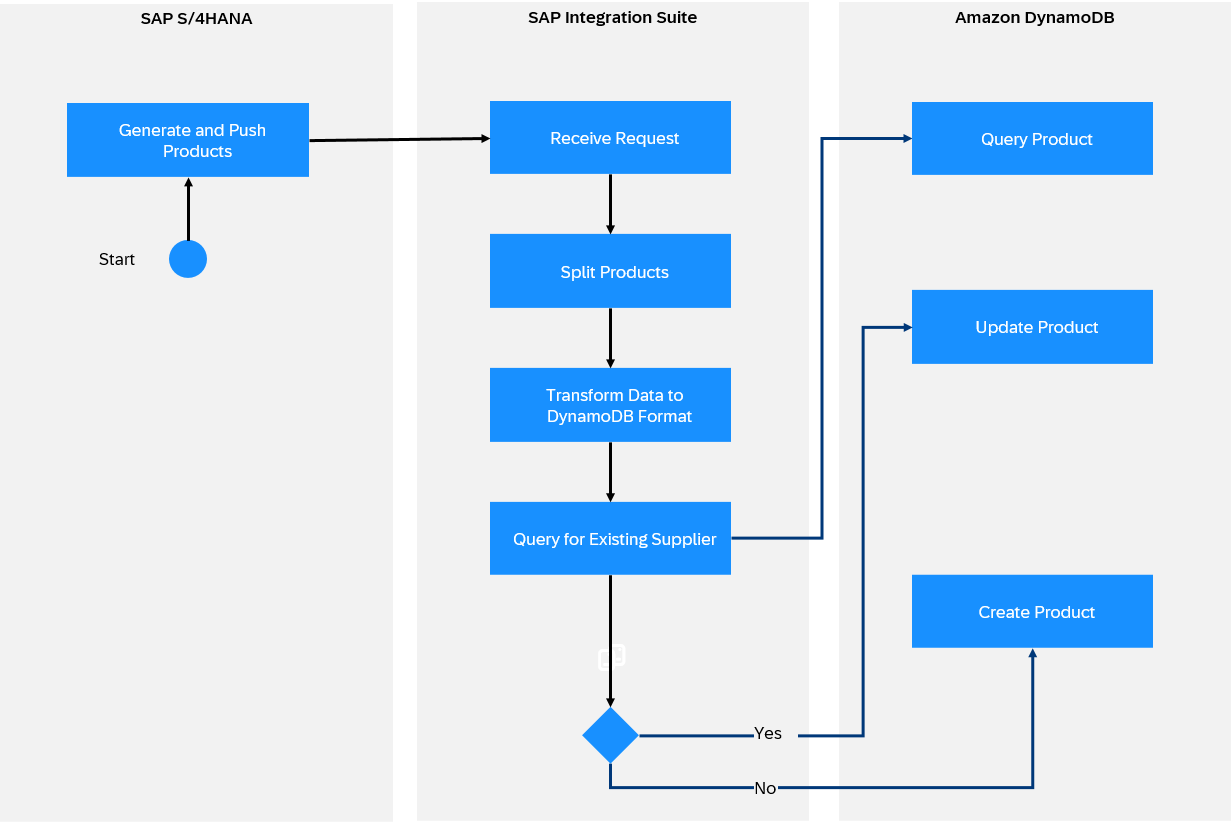 SAP S/4HANA
SAP Integration Suite
Amazon DynamoDB
Generate and Push
Products
Receive Request
Query Product
Start
Split Products
Update Product
Transform Data to
DynamoDB Format
Query for Existing Supplier
Create Product
Yes
No